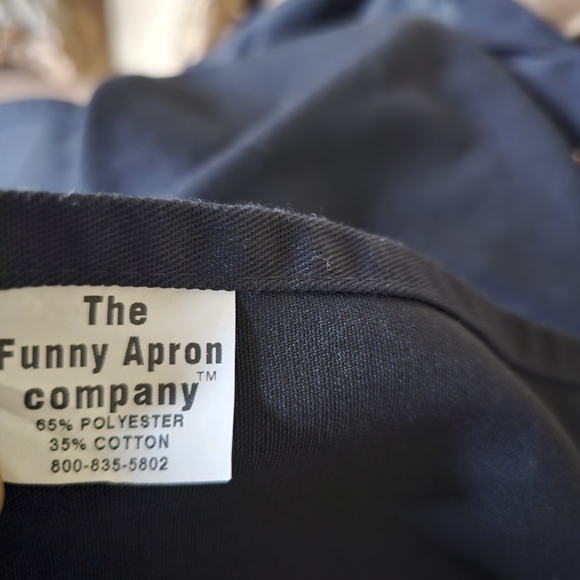 The
Funny Apron
company™
65% POLYESTER
35% COTTON
800-835-5802